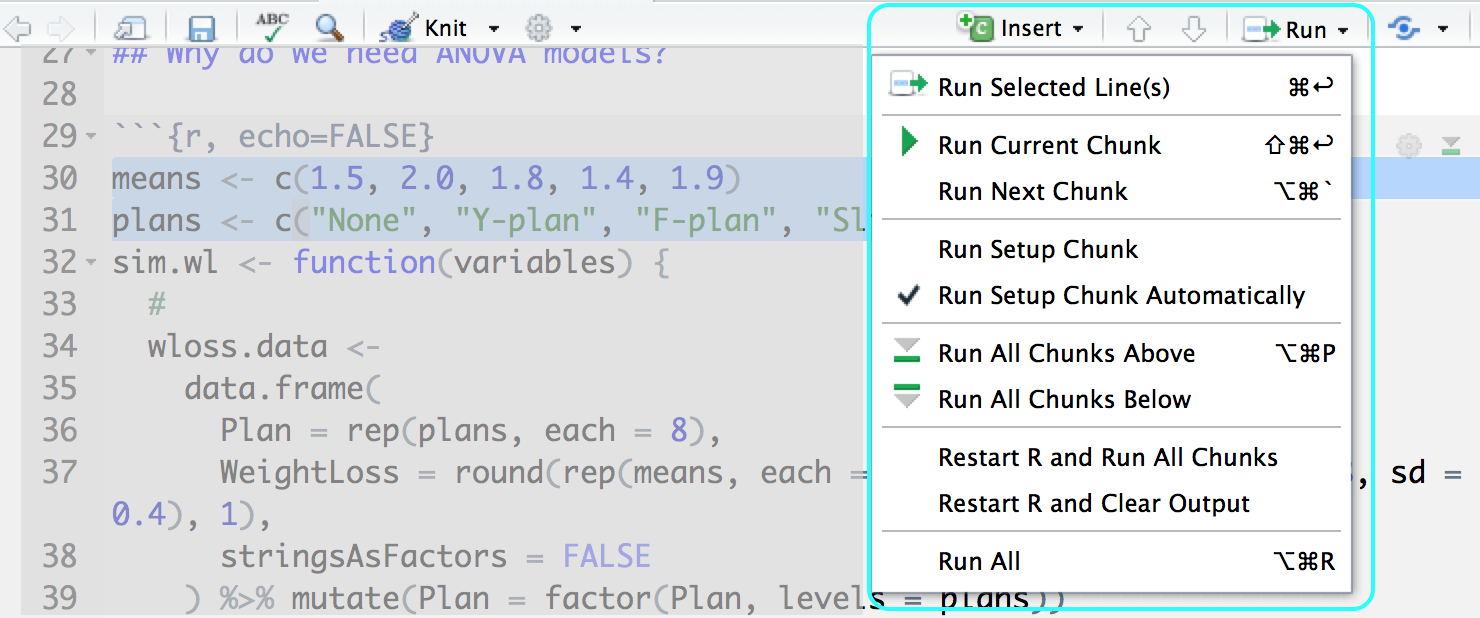 ABC Knit Insert Run
27 ## Why do we need ANOVA models?
28
29 ```{r, echo=FALSE}
30 means <- c(1.5, 2.0, 1.8, 1.4, 1.9)
31 plans <- c("None", "Y-plan", "F-plan", "Sl
32 sim.wl <- function(variables) {
33 #
34 wloss.data <-
35 data.frame(
36 Plan = rep(plans, each = 8),
37 WeightLoss = round(rep(means, each = , sd =
0.4), 1),
38 stringsAsFactors = FALSE
39 ) %>% mutate(Plan = factor(Plan, levels = plans))
Run Selected Line(s) ⌘↩
Run Current Chunk ⇧⌘↩
Run Next Chunk ⌥⌘`
Run Setup Chunk
Run Setup Chunk Automatically
Run All Chunks Above ⌥⌘P
Run All Chunks Below
Restart R and Run All Chunks
Restart R and Clear Output
Run All ⌥⌘R